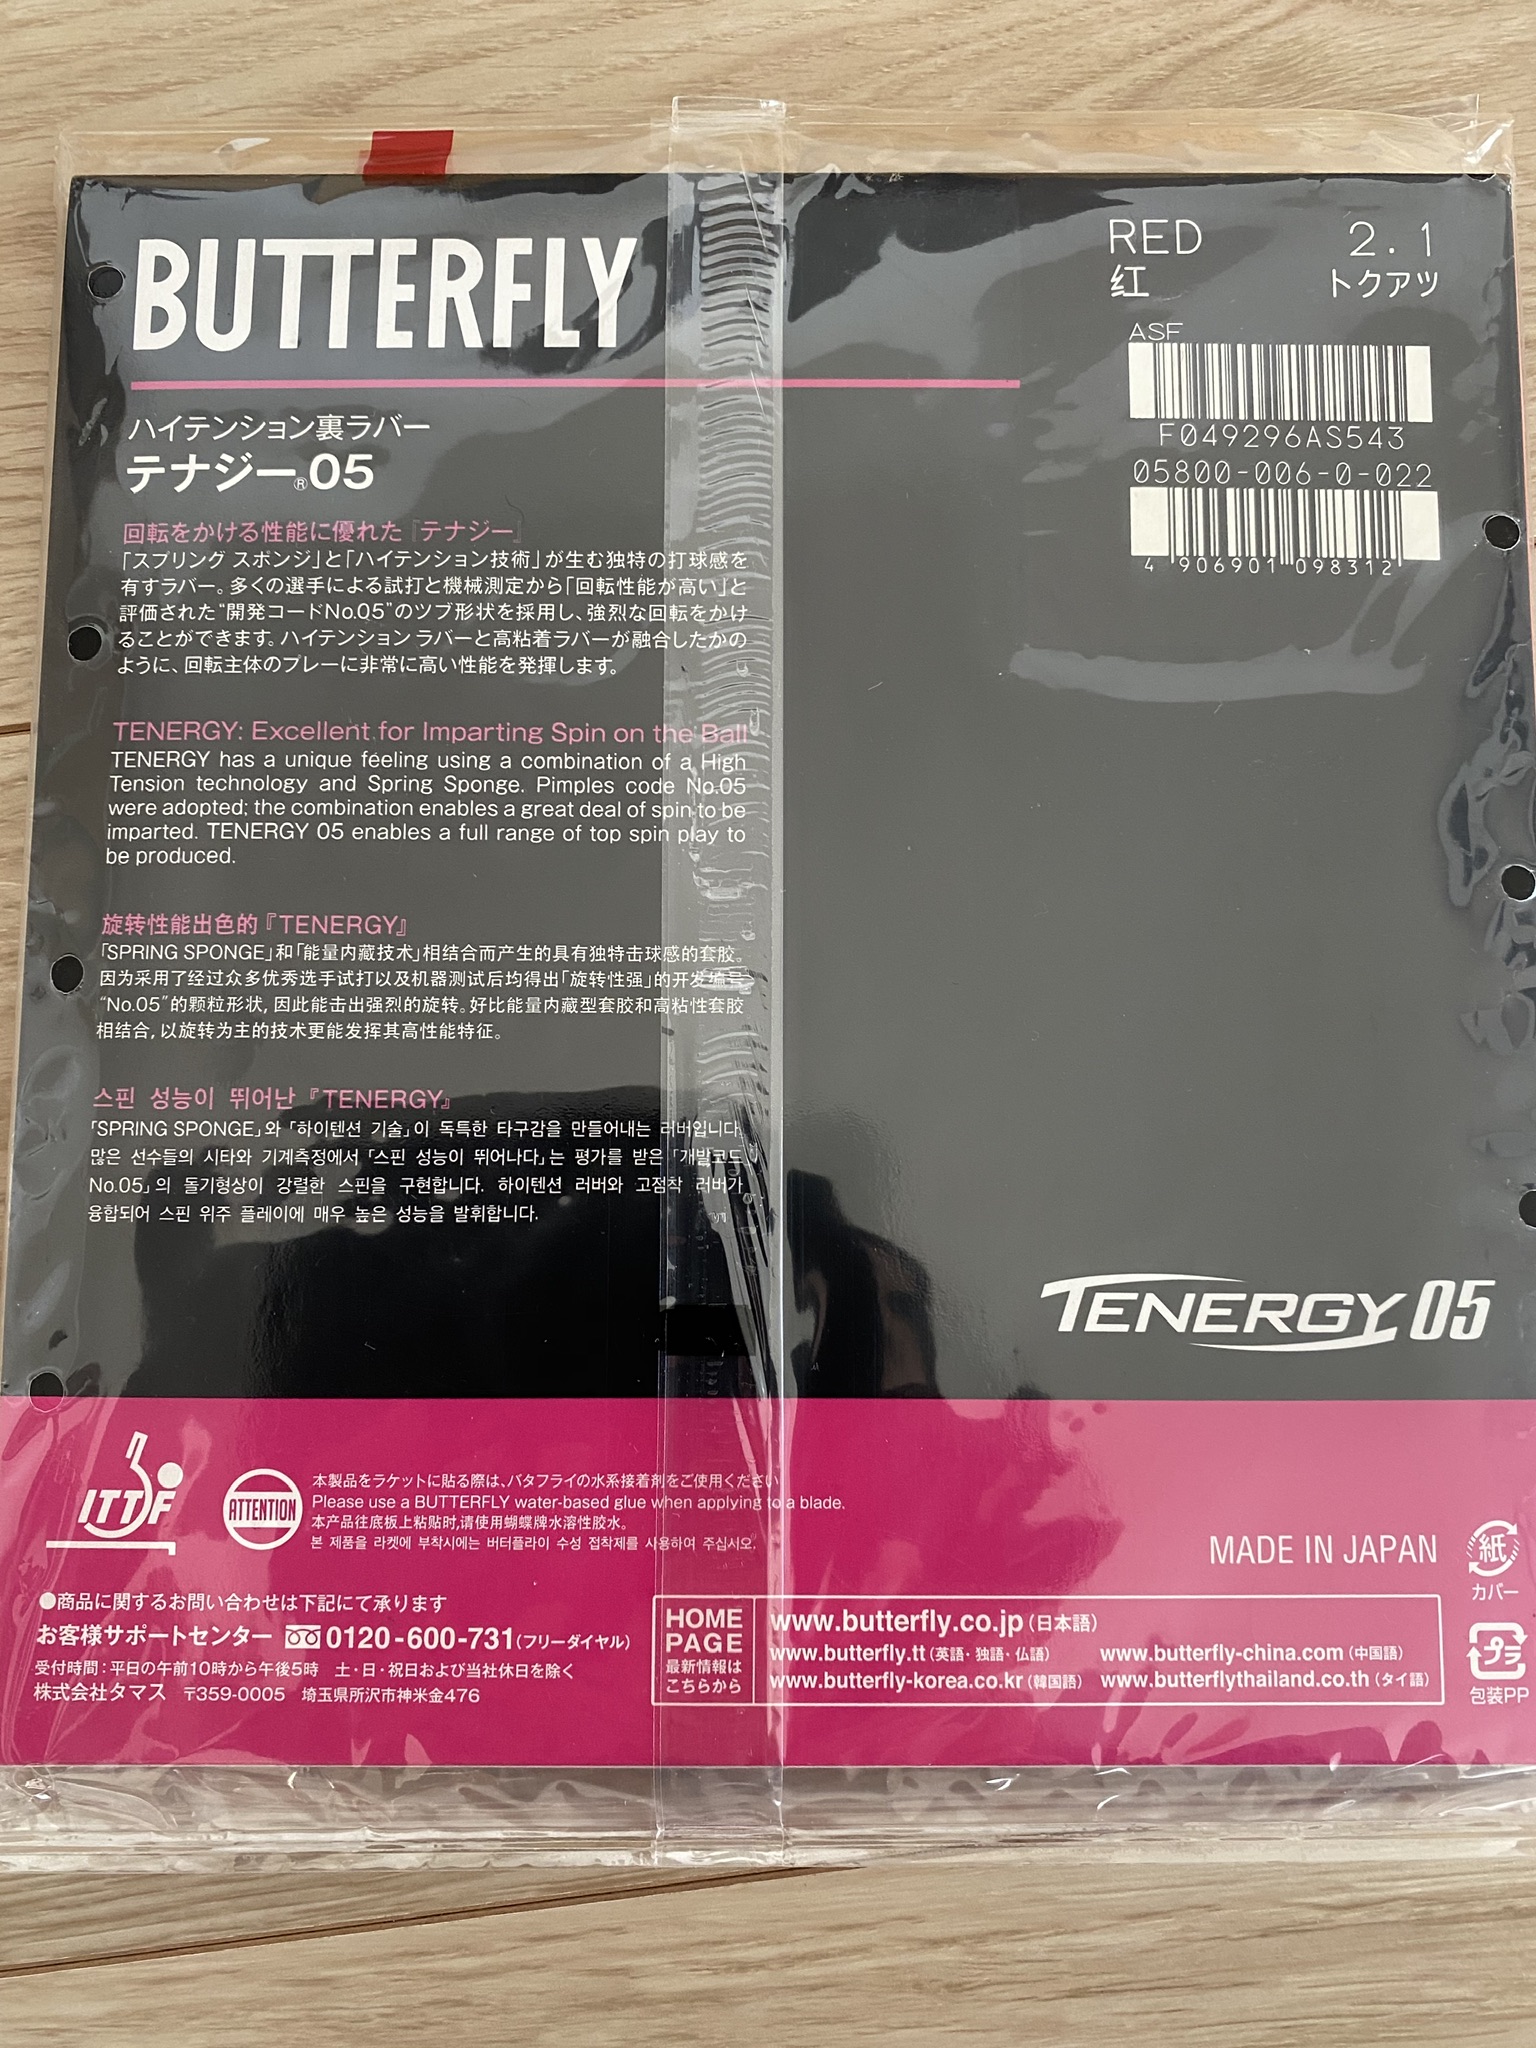 BUTTERFLY
RED
红
2.1
トクアツ
ASF
F049296AS543
05800-006-0-022
4 906901 098312
ハイテンション裏ラバー
テナジー®05
回転をかける性能に優れた『テナジー』
「スプリング スポンジ」と「ハイテンション技術」が生む独特の打球感を
有すラバー。多くの選手による試打と機械測定から「回転性能が高い」と
評価された“開発コードNo.05”のツブ形状を採用し、強烈な回転をかけ
ることができます。ハイテンション ラバーと高粘着ラバーが融合したかの
ように、回転主体のプレーに非常に高い性能を発揮します。
TENERGY: Excellent for Imparting Spin on the Ball
TENERGY has a unique feeling using a combination of a High
Tension technology and Spring Sponge. Pimples code No.05
were adopted; the combination enables a great deal of spin to be
imparted. TENERGY 05 enables a full range of top spin play to
be produced.
旋转性能出色的『TENERGY』
「SPRING SPONGE」和「能量内藏技术」相结合而产生的具有独特击球感的套胶。
因为采用了经过众多优秀选手试打以及机器测试后均得出「旋转性强」的开发编号
“No.05”的颗粒形状, 因此能击出强烈的旋转。好比能量内藏型套胶和高粘性套胶
相结合, 以旋转为主的技术更能发挥其高性能特征。
스핀 성능이 뛰어난 『TENERGY』
「SPRING SPONGE」와 「하이텐션 기술」이 독특한 타구감을 만들어내는 러버입니다.
많은 선수들의 시타와 기계측정에서 「스핀 성능이 뛰어나다」는 평가를 받은 「개발코드
No.05」의 돌기형상이 강렬한 스핀을 구현합니다. 하이텐션 러버와 고점착 러버가
융합되어 스핀 위주 플레이에 매우 높은 성능을 발휘합니다.
TENERGY 05
ITTF
ATTENTION
本製品をラケットに貼る際は、バタフライの水系接着剤をご使用ください
Please use a BUTTERFLY water-based glue when applying to a blade.
本产品往底板上粘贴时,请使用蝴蝶牌水溶性胶水。
본 제품을 라켓에 부착시에는 버터플라이 수성 접착제를 사용하여 주십시오.
MADE IN JAPAN
紙
カバー
プラ
包装PP
●商品に関するお問い合わせは下記にて承ります
お客様サポートセンター 0120-600-731(フリーダイヤル)
受付時間:平日の午前10時から午後5時 土・日・祝日および当社休日を除く
株式会社タマス 〒359-0005 埼玉県所沢市神米金476
HOME
PAGE
最新情報は
こちらから
www.butterfly.co.jp(日本語)
www.butterfly.tt(英語・独語・仏語) www.butterfly-china.com(中国語)
www.butterfly-korea.co.kr(韓国語) www.butterflythailand.co.th(タイ語)